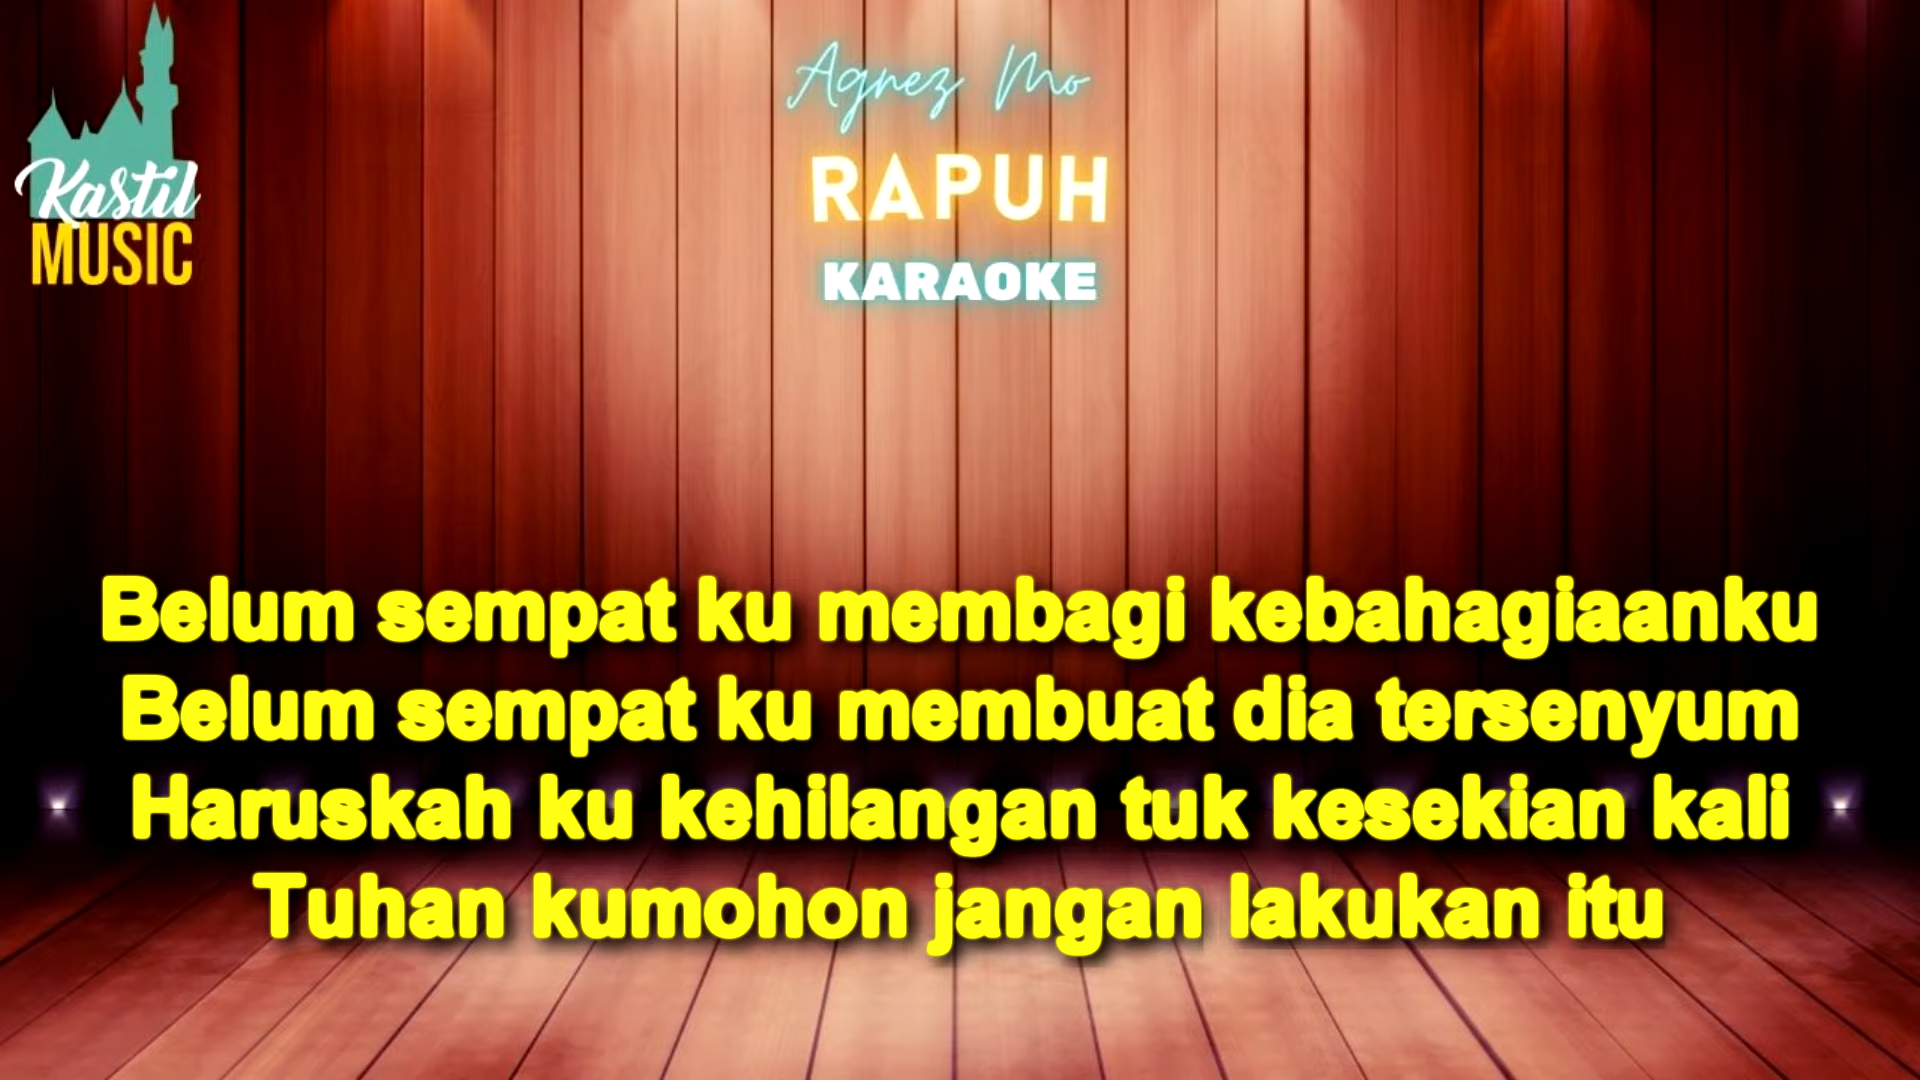 Kastil
MUSIC
Agnez Mo
RAPUH
KARAOKE
Belum sempat ku membagi kebahagiaanku
Belum sempat ku membuat dia tersenyum
Haruskah ku kehilangan tuk kesekian kali
Tuhan kumohon jangan lakukan itu